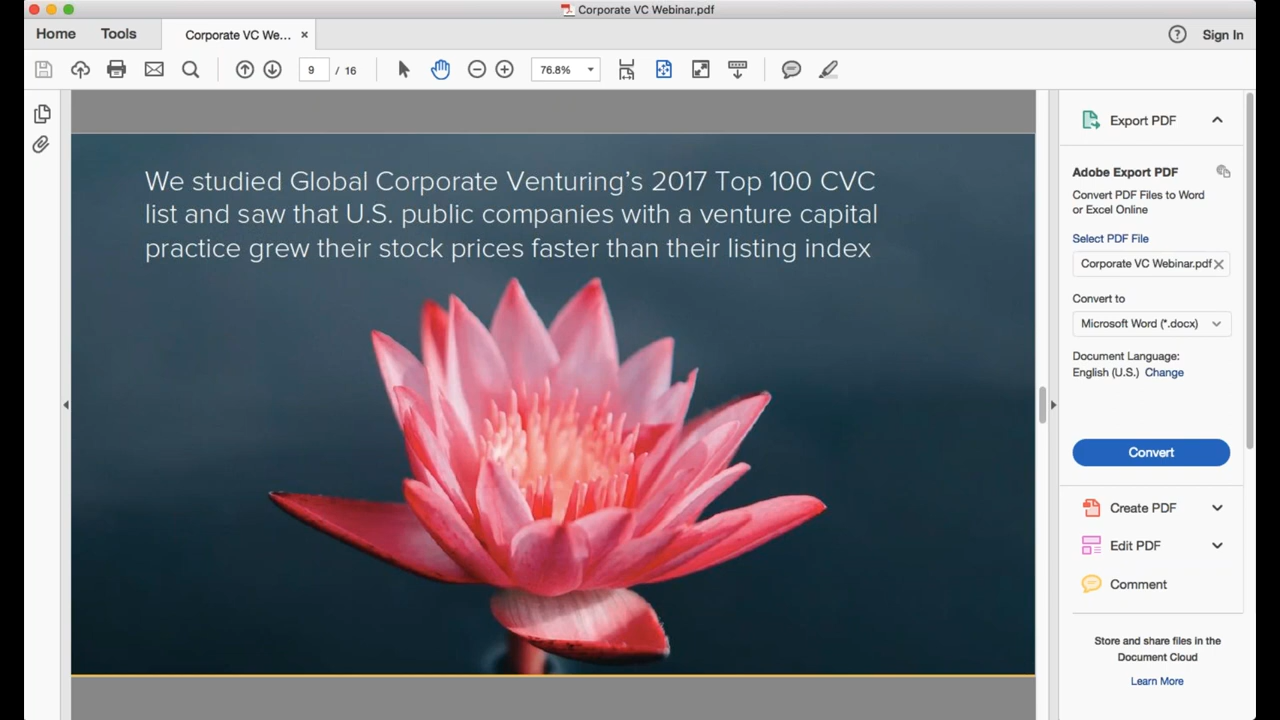 Corporate VC Webinar.pdf
Home Tools Corporate VC We... × ? Sign In
9 / 16 76.8%
We studied Global Corporate Venturing’s 2017 Top 100 CVC
list and saw that U.S. public companies with a venture capital
practice grew their stock prices faster than their listing index
Export PDF
Adobe Export PDF
Convert PDF Files to Word
or Excel Online
Select PDF File
Corporate VC Webinar.pdf
Convert to
Microsoft Word (*.docx)
Document Language:
English (U.S.) Change
Convert
Create PDF
Edit PDF
Comment
Store and share files in the
Document Cloud
Learn More